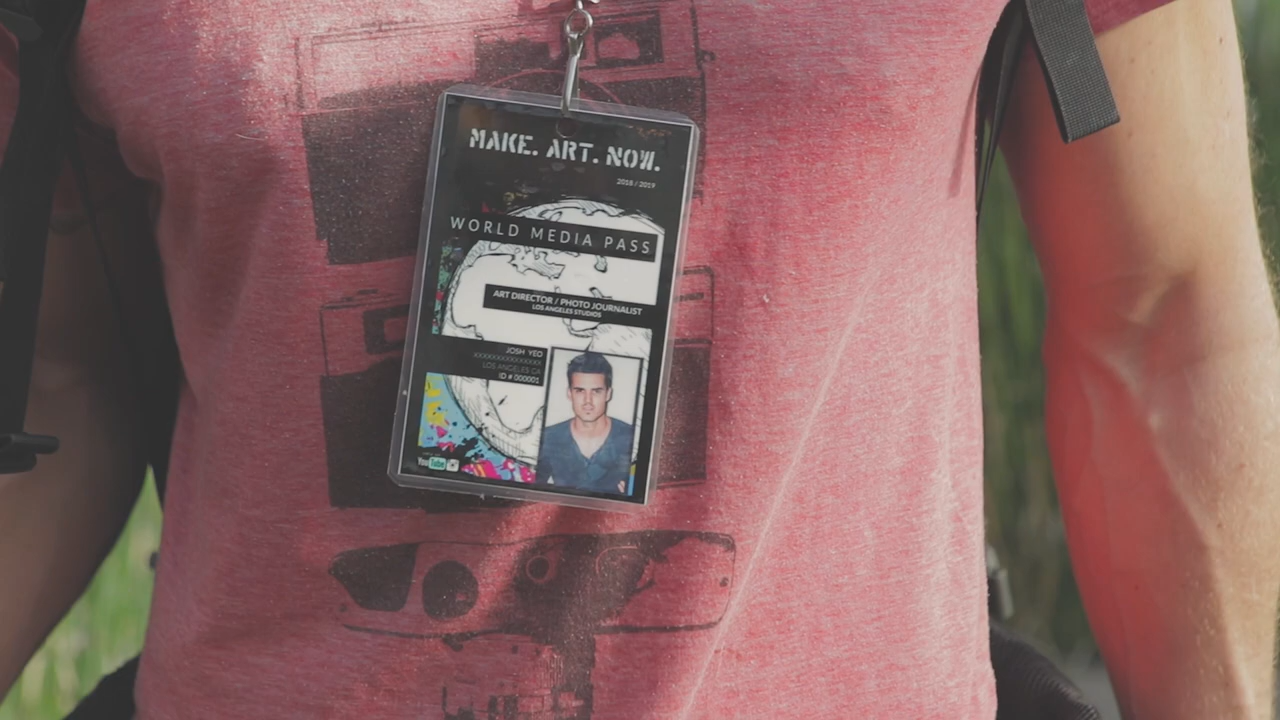 MAKE. ART. NOW.
2018 / 2019
WORLD MEDIA PASS
ART DIRECTOR / PHOTO JOURNALIST
LOS ANGELES STUDIOS
JOSH YEO
XXXXXXXXXXXXXXX
LOS ANGELES CA
ID # 000001
YouTube